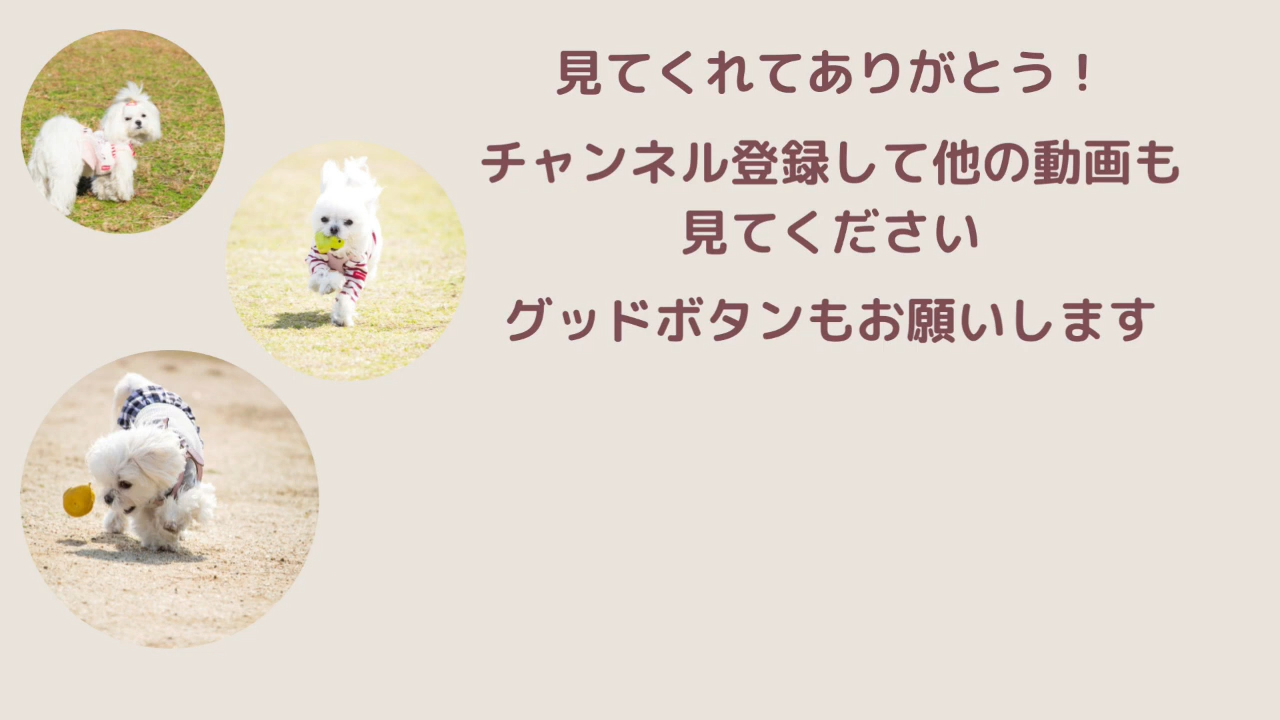 見てくれてありがとう！
チャンネル登録して他の動画も
見てください
グッドボタンもお願いします